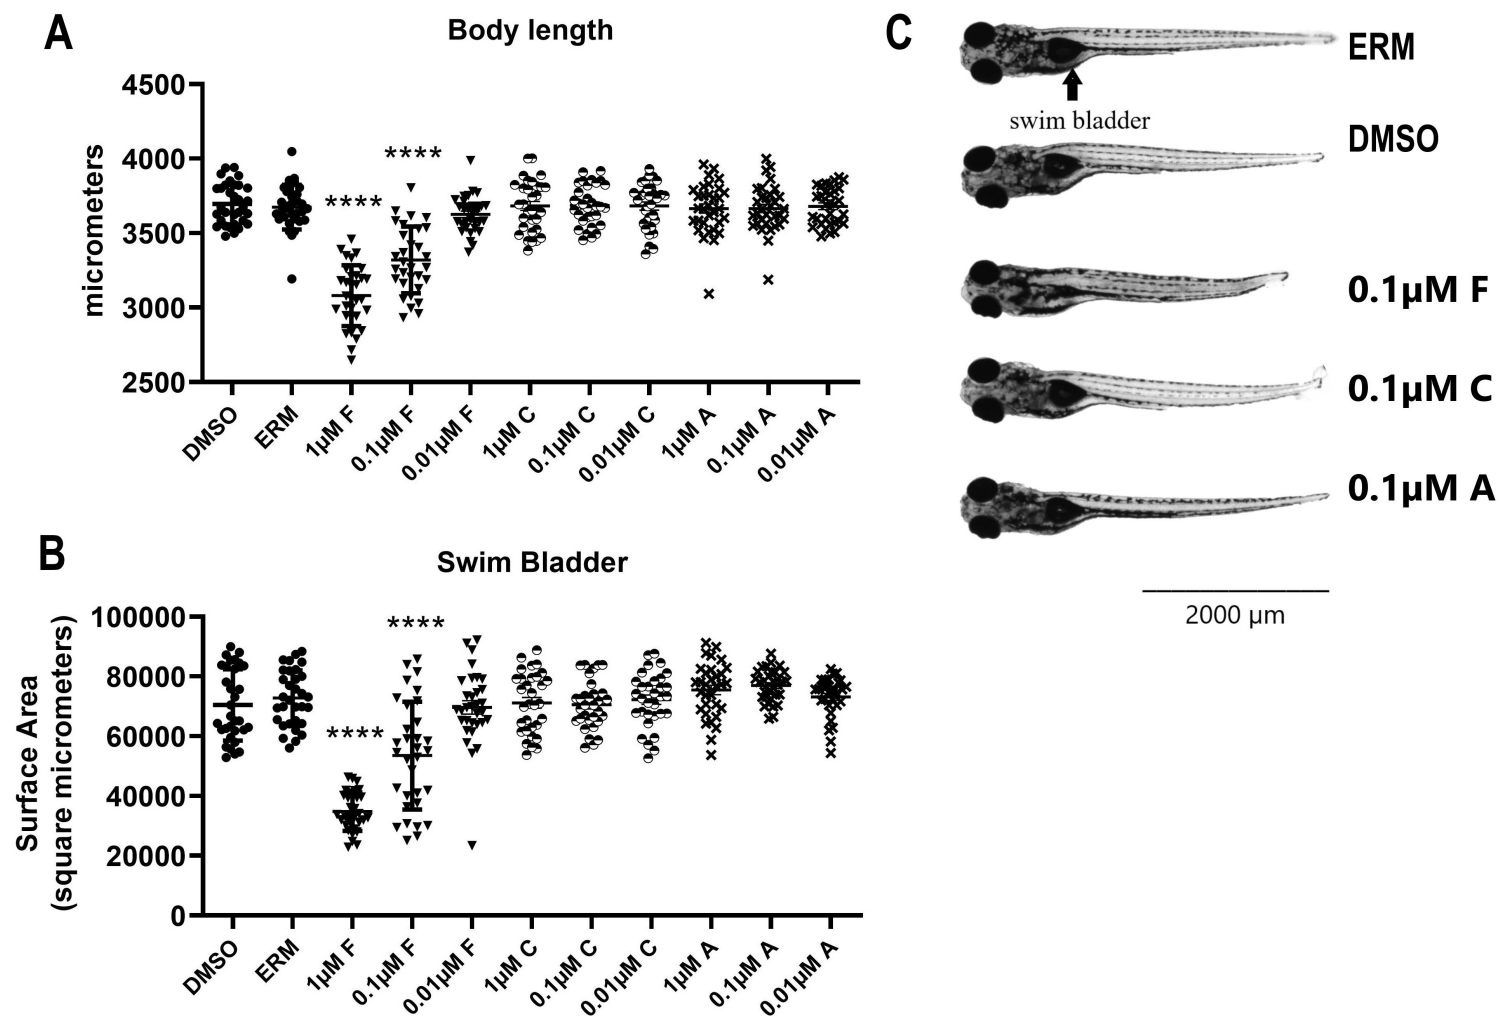 A
Body length
4500
4000
3500
3000
2500
micrometers
****
****
DMSO
ERM
1µM F
0.1µM F
0.01µM F
1µM C
0.1µM C
0.01µM C
1µM A
0.1µM A
0.01µM A
B
Swim Bladder
100000
80000
60000
40000
20000
0
Surface Area
(square micrometers)
****
****
DMSO
ERM
1µM F
0.1µM F
0.01µM F
1µM C
0.1µM C
0.01µM C
1µM A
0.1µM A
0.01µM A
C
ERM
swim bladder
DMSO
0.1µM F
0.1µM C
0.1µM A
2000 µm